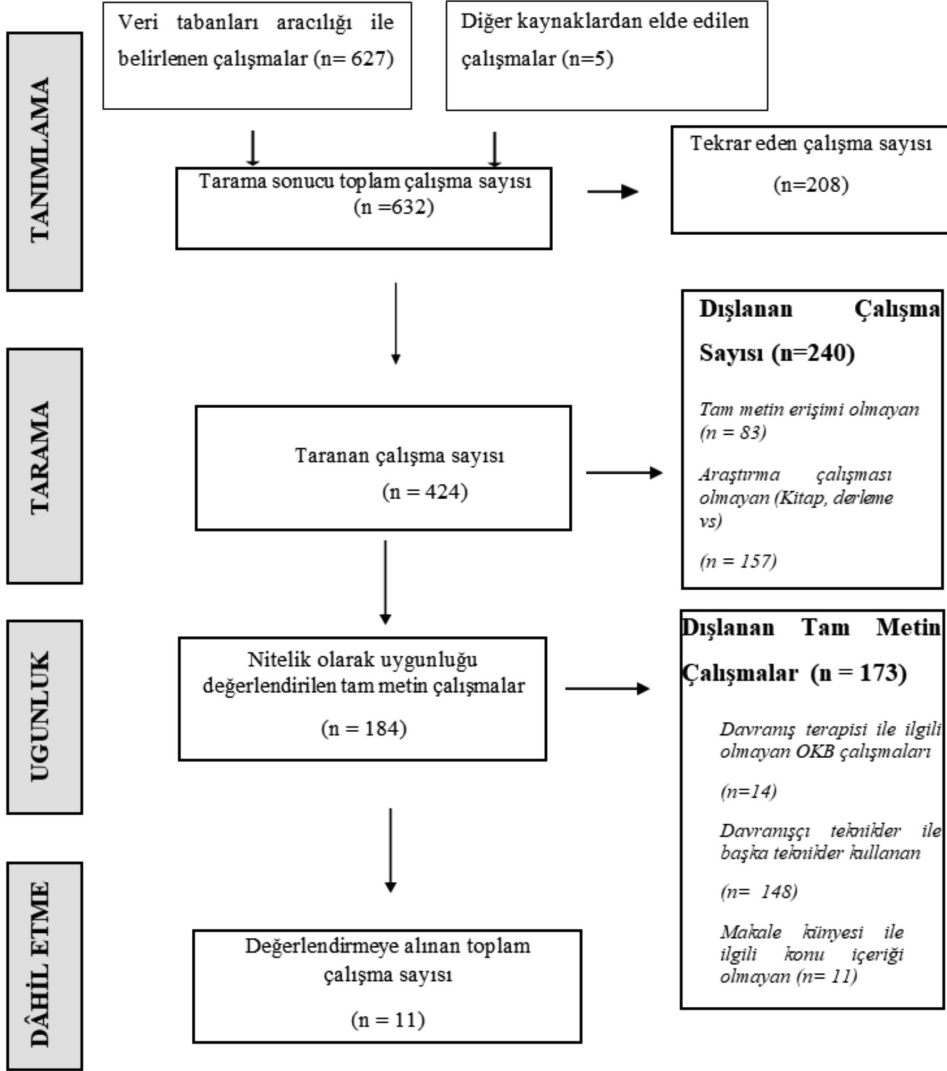 TANIMLAMA
Veri tabanları aracılığı ile
belirlenen çalışmalar (n= 627)
Diğer kaynaklardan elde edilen
çalışmalar (n=5)
Tarama sonucu toplam çalışma sayısı
(n =632)
Tekrar eden çalışma sayısı
(n=208)
TARAMA
Taranan çalışma sayısı
(n = 424)
Dışlanan Çalışma
Sayısı (n=240)
Tam metin erişimi olmayan
(n = 83)
Araştırma çalışması
olmayan (Kitap, derleme
vs)
(n = 157)
UGUNLUK
Nitelik olarak uygunluğu
değerlendirilen tam metin çalışmalar
(n = 184)
Dışlanan Tam Metin
Çalışmalar (n = 173)
Davranış terapisi ile ilgili
olmayan OKB çalışmaları
(n=14)
Davranışçı teknikler ile
başka teknikler kullanan
(n= 148)
Makale künyesi ile
ilgili konu içeriği
olmayan (n= 11)
DÂHİL ETME
Değerlendirmeye alınan toplam
çalışma sayısı
(n = 11)